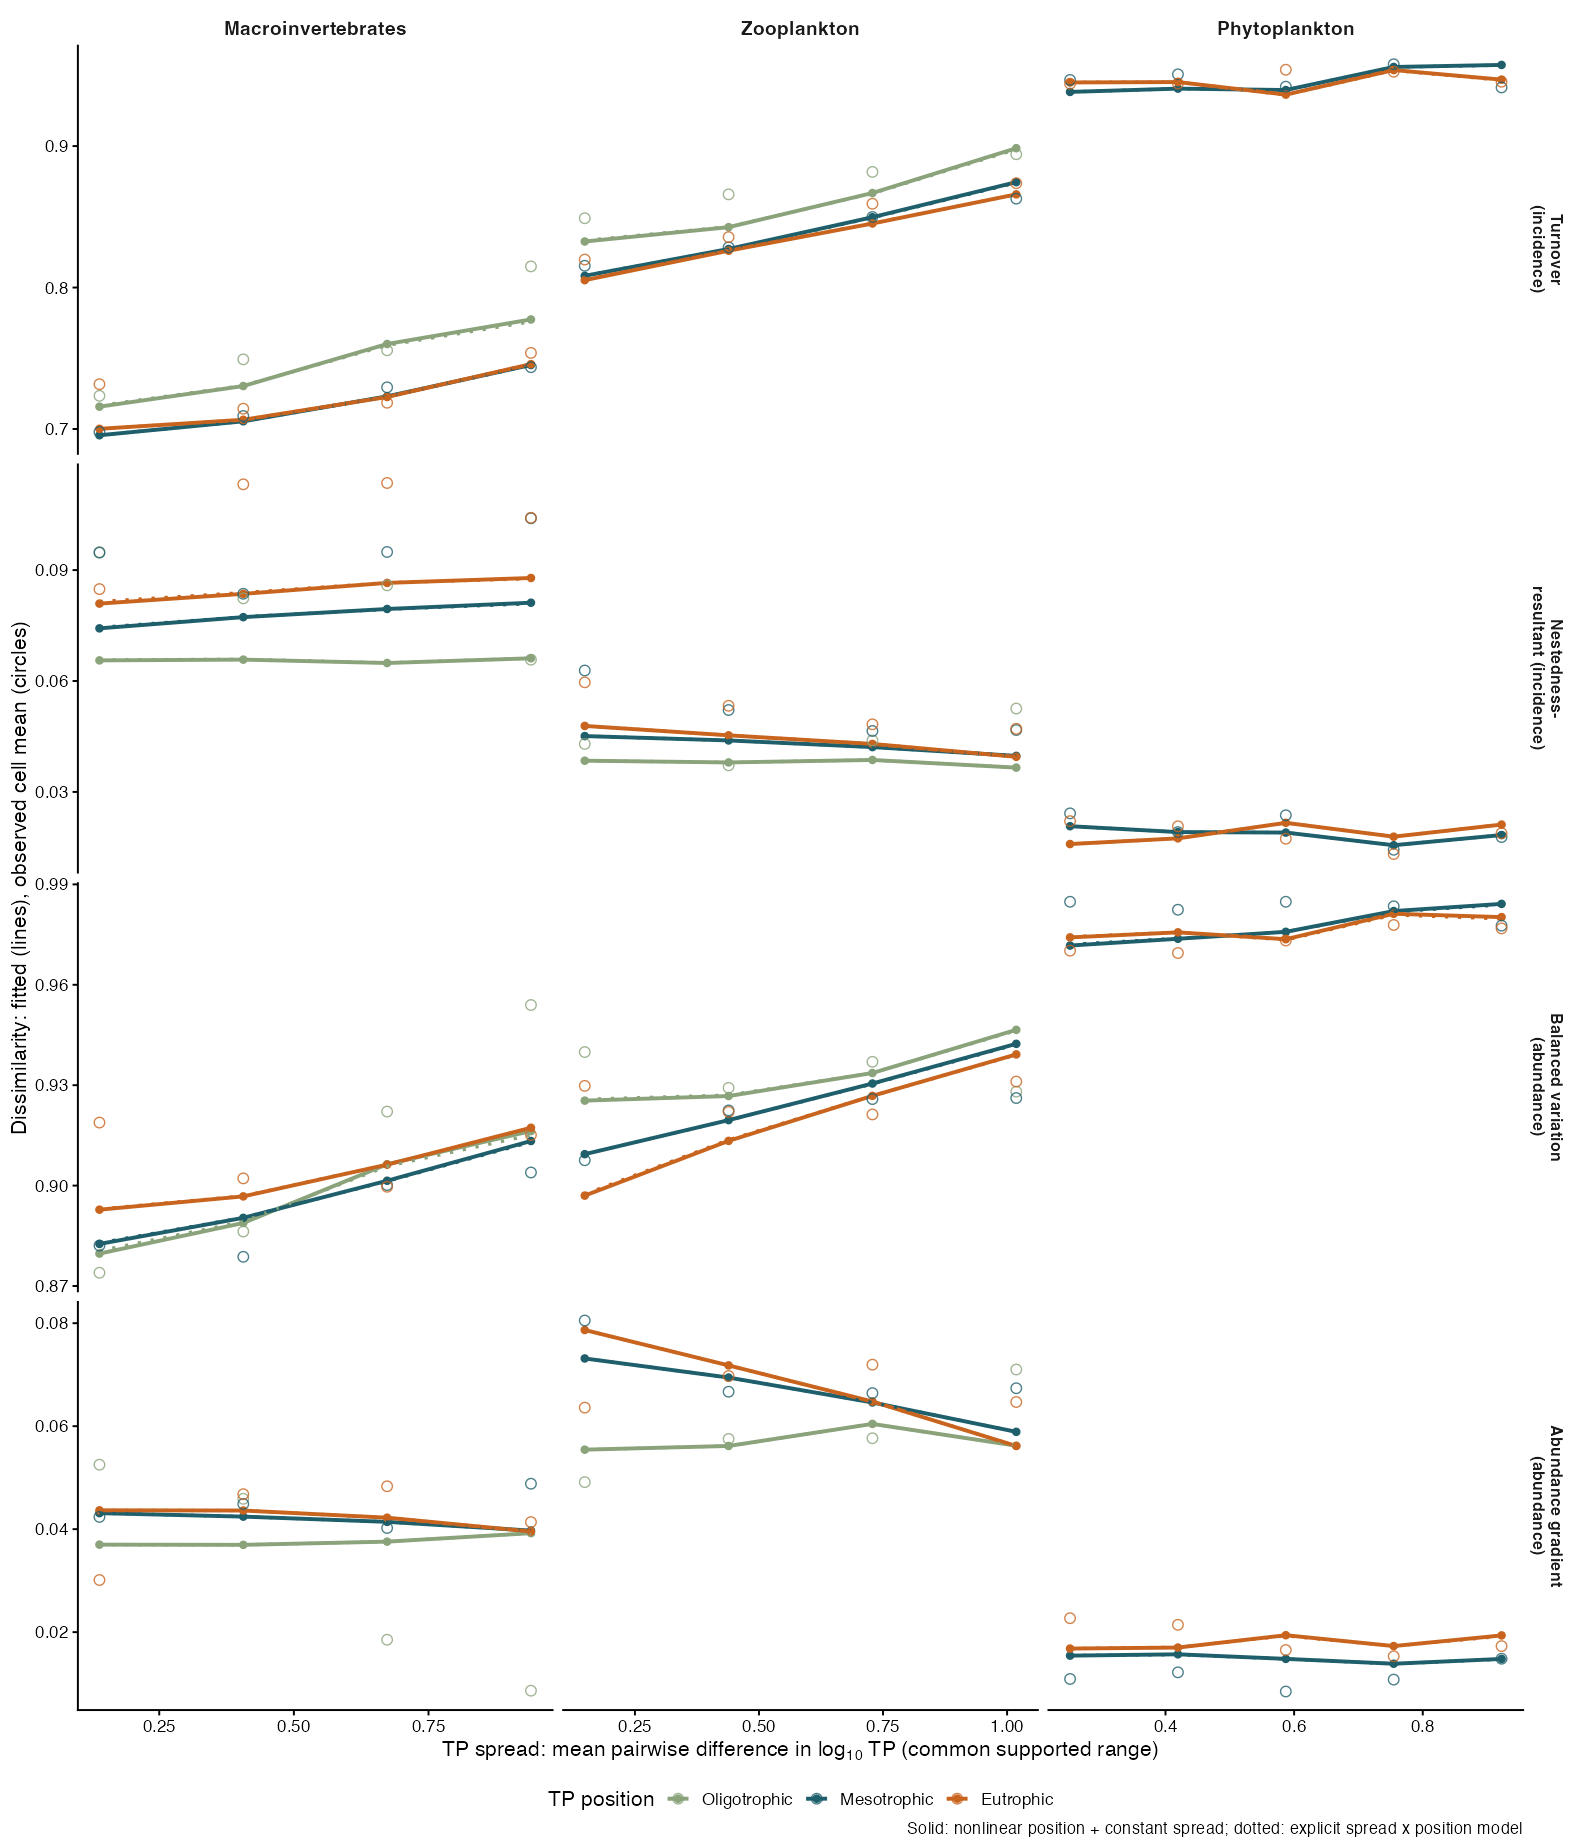 Macroinvertebrates
Zooplankton
Phytoplankton
0.9
0.8
0.7
Turnover
(incidence)
0.09
0.06
0.03
Nestedness-
resultant (incidence)
0.99
0.96
0.93
0.90
0.87
Balanced variation
(abundance)
0.08
0.06
0.04
0.02
Abundance gradient
(abundance)
Dissimilarity: fitted (lines), observed cell mean (circles)
0.25 0.50 0.75
0.25 0.50 0.75 1.00
0.4 0.6 0.8
TP spread: mean pairwise difference in log₁₀ TP (common supported range)
TP position Oligotrophic Mesotrophic Eutrophic
Solid: nonlinear position + constant spread; dotted: explicit spread x position model